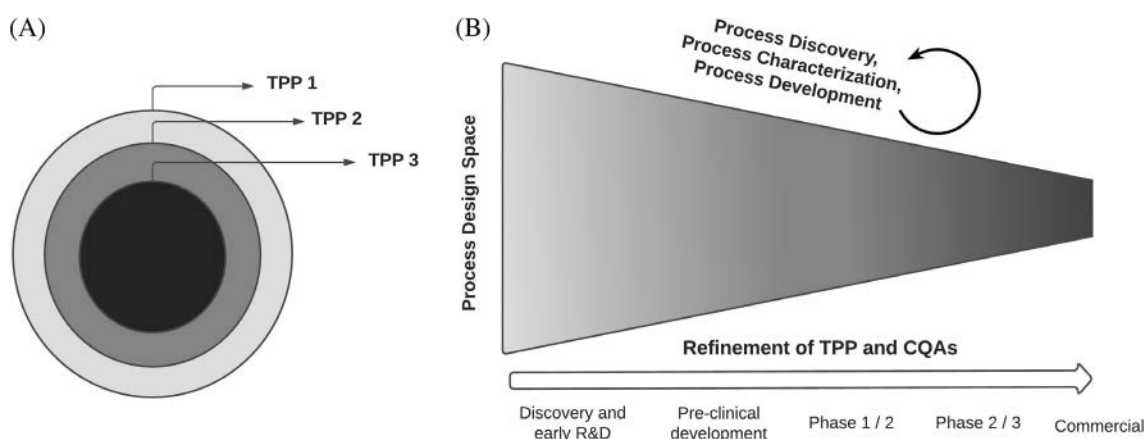 (A)
TPP 1
TPP 2
TPP 3
(B)
Process Discovery,
Process Characterization,
Process Development
Process Design Space
Refinement of TPP and CQAs
Discovery and
early R&D
Pre-clinical
development
Phase 1 / 2
Phase 2 / 3
Commercial